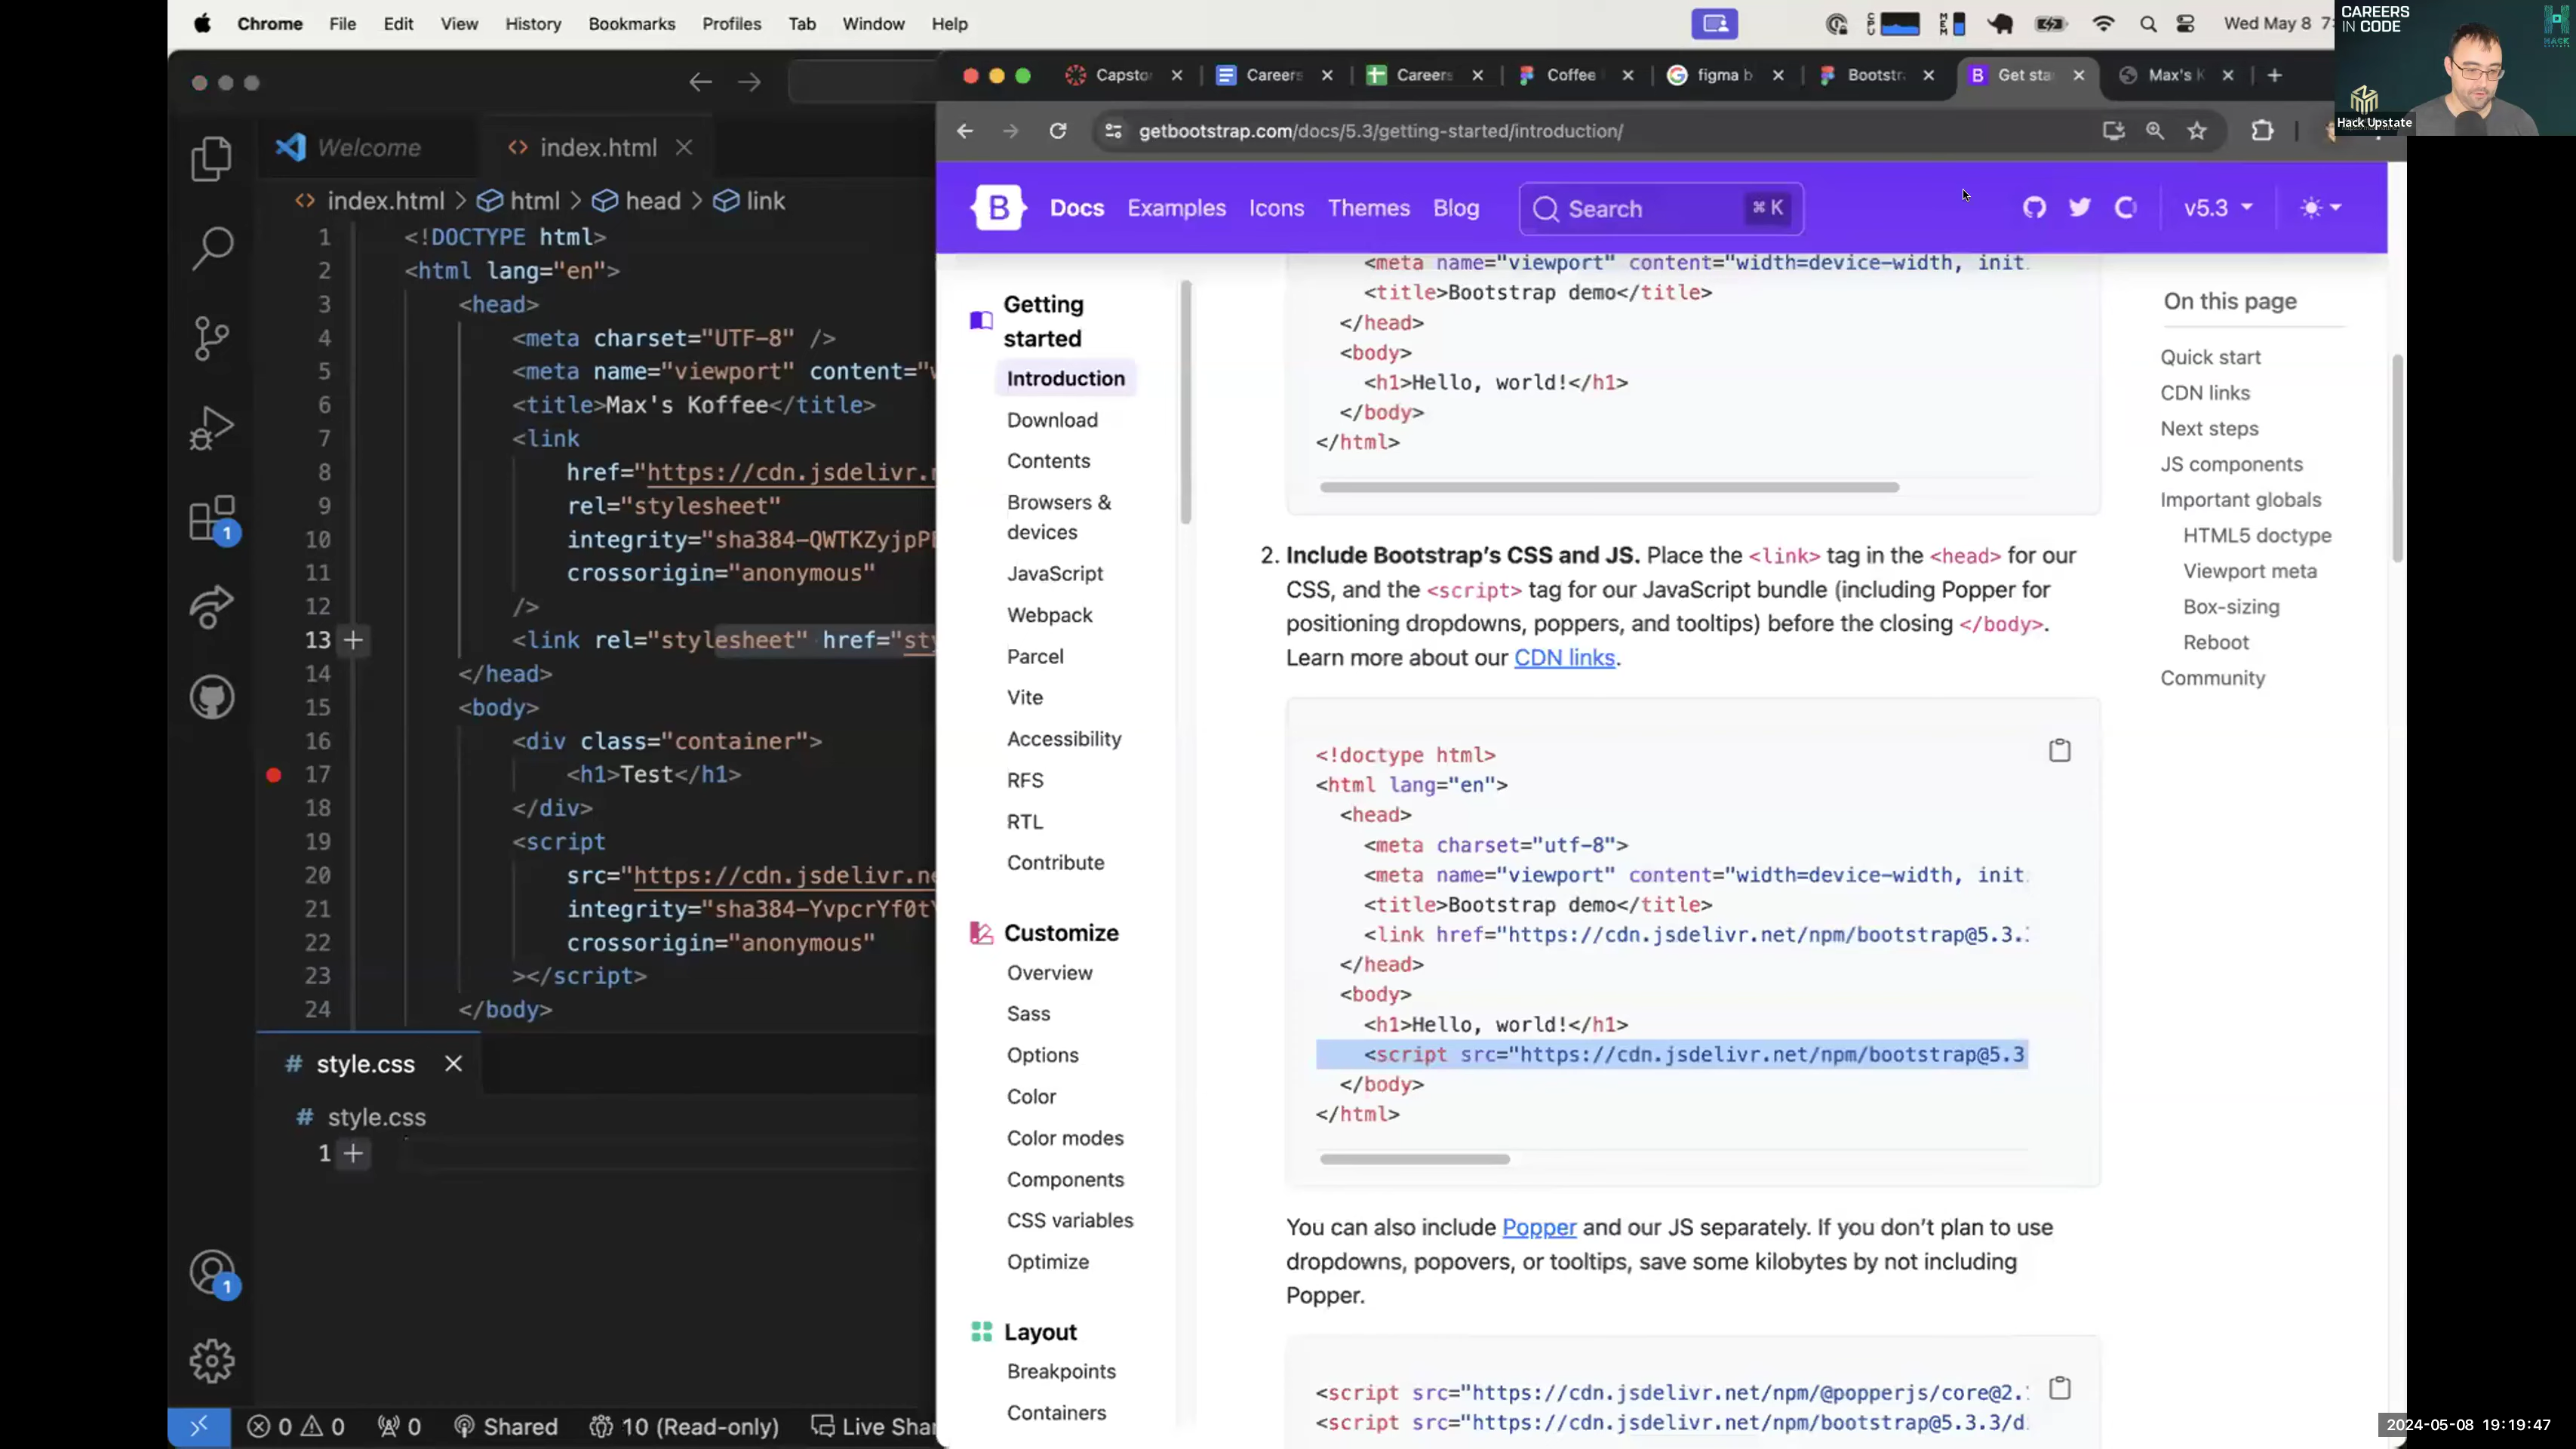 Chrome File Edit View History Bookmarks Profiles Tab Window Help
Wed May 8 7:
CAREERS
IN CODE
HACK
Hack Upstate
Capsto Careers Careers Coffee figma b Bootstr Get sta Max's K
getbootstrap.com/docs/5.3/getting-started/introduction/
Welcome index.html
index.html > html > head > link
1 <!DOCTYPE html>
2 <html lang="en">
3 <head>
4 <meta charset="UTF-8" />
5 <meta name="viewport" content="
6 <title>Max's Koffee</title>
7 <link
8 href="https://cdn.jsdelivr.
9 rel="stylesheet"
10 integrity="sha384-QWTKZyjpP
11 crossorigin="anonymous"
12 />
13 <link rel="stylesheet" href="sty
14 </head>
15 <body>
16 <div class="container">
17 <h1>Test</h1>
18 </div>
19 <script
20 src="https://cdn.jsdelivr.ne
21 integrity="sha384-YvpcrYf0t
22 crossorigin="anonymous"
23 ></script>
24 </body>
# style.css
# style.css
1
0 0 0 Shared 10 (Read-only) Live Shar
B Docs Examples Icons Themes Blog Search ⌘ K v5.3
Getting
started
Introduction
Download
Contents
Browsers &
devices
JavaScript
Webpack
Parcel
Vite
Accessibility
RFS
RTL
Contribute
Customize
Overview
Sass
Options
Color
Color modes
Components
CSS variables
Optimize
Layout
Breakpoints
Containers
<meta name="viewport" content="width=device-width, init
<title>Bootstrap demo</title>
</head>
<body>
<h1>Hello, world!</h1>
</body>
</html>
2. Include Bootstrap’s CSS and JS. Place the <link> tag in the <head> for our
CSS, and the <script> tag for our JavaScript bundle (including Popper for
positioning dropdowns, poppers, and tooltips) before the closing </body>.
Learn more about our CDN links.
<!doctype html>
<html lang="en">
<head>
<meta charset="utf-8">
<meta name="viewport" content="width=device-width, init
<title>Bootstrap demo</title>
<link href="https://cdn.jsdelivr.net/npm/bootstrap@5.3.
</head>
<body>
<h1>Hello, world!</h1>
<script src="https://cdn.jsdelivr.net/npm/bootstrap@5.3
</body>
</html>
You can also include Popper and our JS separately. If you don’t plan to use
dropdowns, popovers, or tooltips, save some kilobytes by not including
Popper.
<script src="https://cdn.jsdelivr.net/npm/@popperjs/core@2.
<script src="https://cdn.jsdelivr.net/npm/bootstrap@5.3.3/d
On this page
Quick start
CDN links
Next steps
JS components
Important globals
HTML5 doctype
Viewport meta
Box-sizing
Reboot
Community
2024-05-08 19:19:47